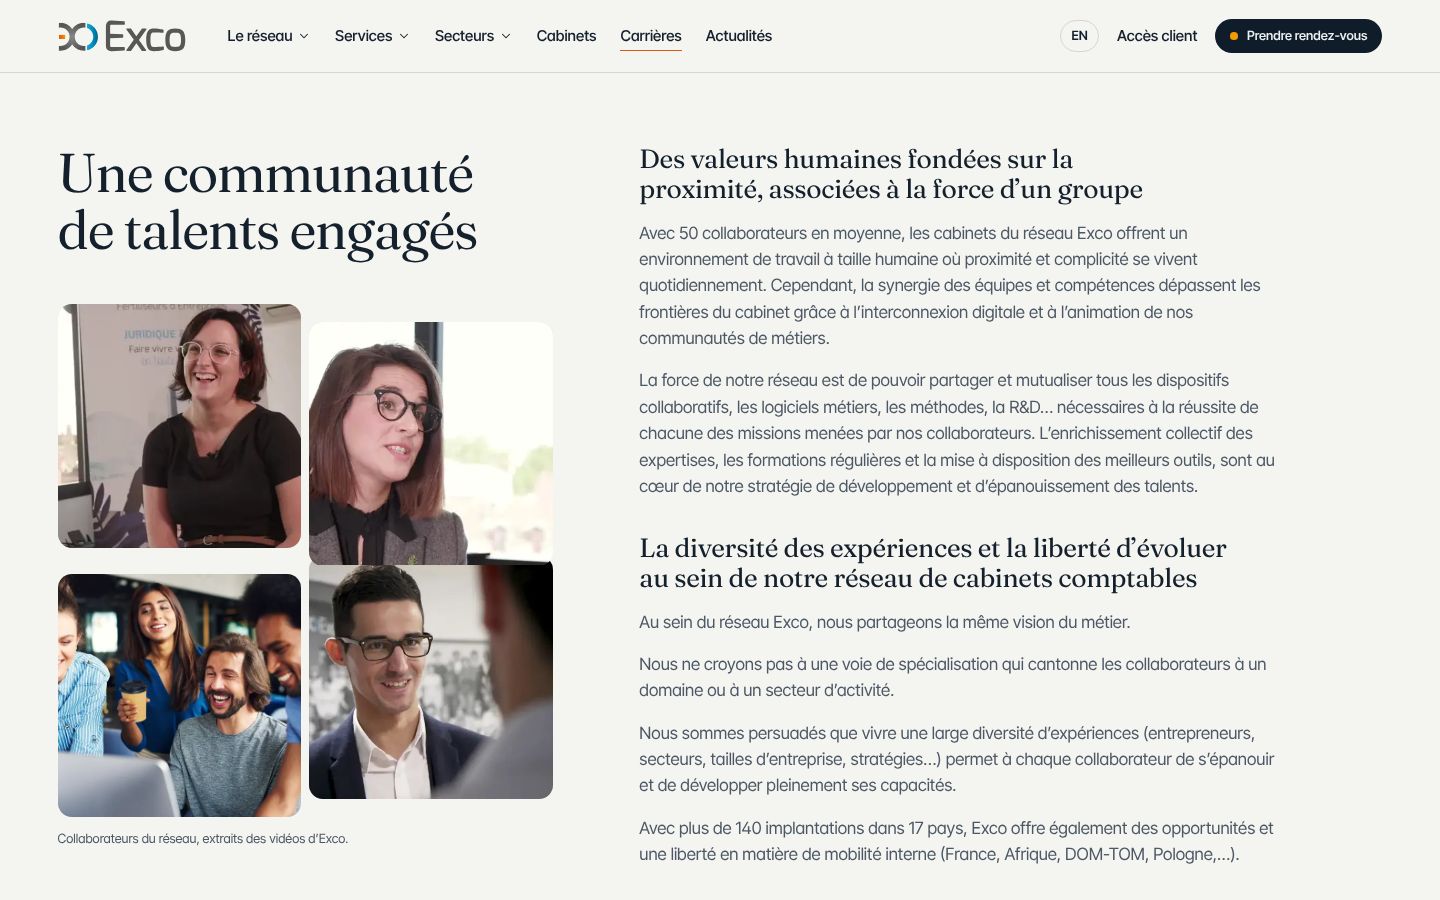 Exco
Le réseau
Services
Secteurs
Cabinets
Carrières
Actualités
EN
Accès client
Prendre rendez-vous
Une communauté
de talents engagés
JURIDIQUE
Faire vivre
Collaborateurs du réseau, extraits des vidéos d’Exco.
Des valeurs humaines fondées sur la
proximité, associées à la force d’un groupe
Avec 50 collaborateurs en moyenne, les cabinets du réseau Exco offrent un
environnement de travail à taille humaine où proximité et complicité se vivent
quotidiennement. Cependant, la synergie des équipes et compétences dépassent les
frontières du cabinet grâce à l’interconnexion digitale et à l’animation de nos
communautés de métiers.
La force de notre réseau est de pouvoir partager et mutualiser tous les dispositifs
collaboratifs, les logiciels métiers, les méthodes, la R&D… nécessaires à la réussite de
chacune des missions menées par nos collaborateurs. L’enrichissement collectif des
expertises, les formations régulières et la mise à disposition des meilleurs outils, sont au
cœur de notre stratégie de développement et d’épanouissement des talents.
La diversité des expériences et la liberté d’évoluer
au sein de notre réseau de cabinets comptables
Au sein du réseau Exco, nous partageons la même vision du métier.
Nous ne croyons pas à une voie de spécialisation qui cantonne les collaborateurs à un
domaine ou à un secteur d’activité.
Nous sommes persuadés que vivre une large diversité d’expériences (entrepreneurs,
secteurs, tailles d’entreprise, stratégies…) permet à chaque collaborateur de s’épanouir
et de développer pleinement ses capacités.
Avec plus de 140 implantations dans 17 pays, Exco offre également des opportunités et
une liberté en matière de mobilité interne (France, Afrique, DOM-TOM, Pologne,…).